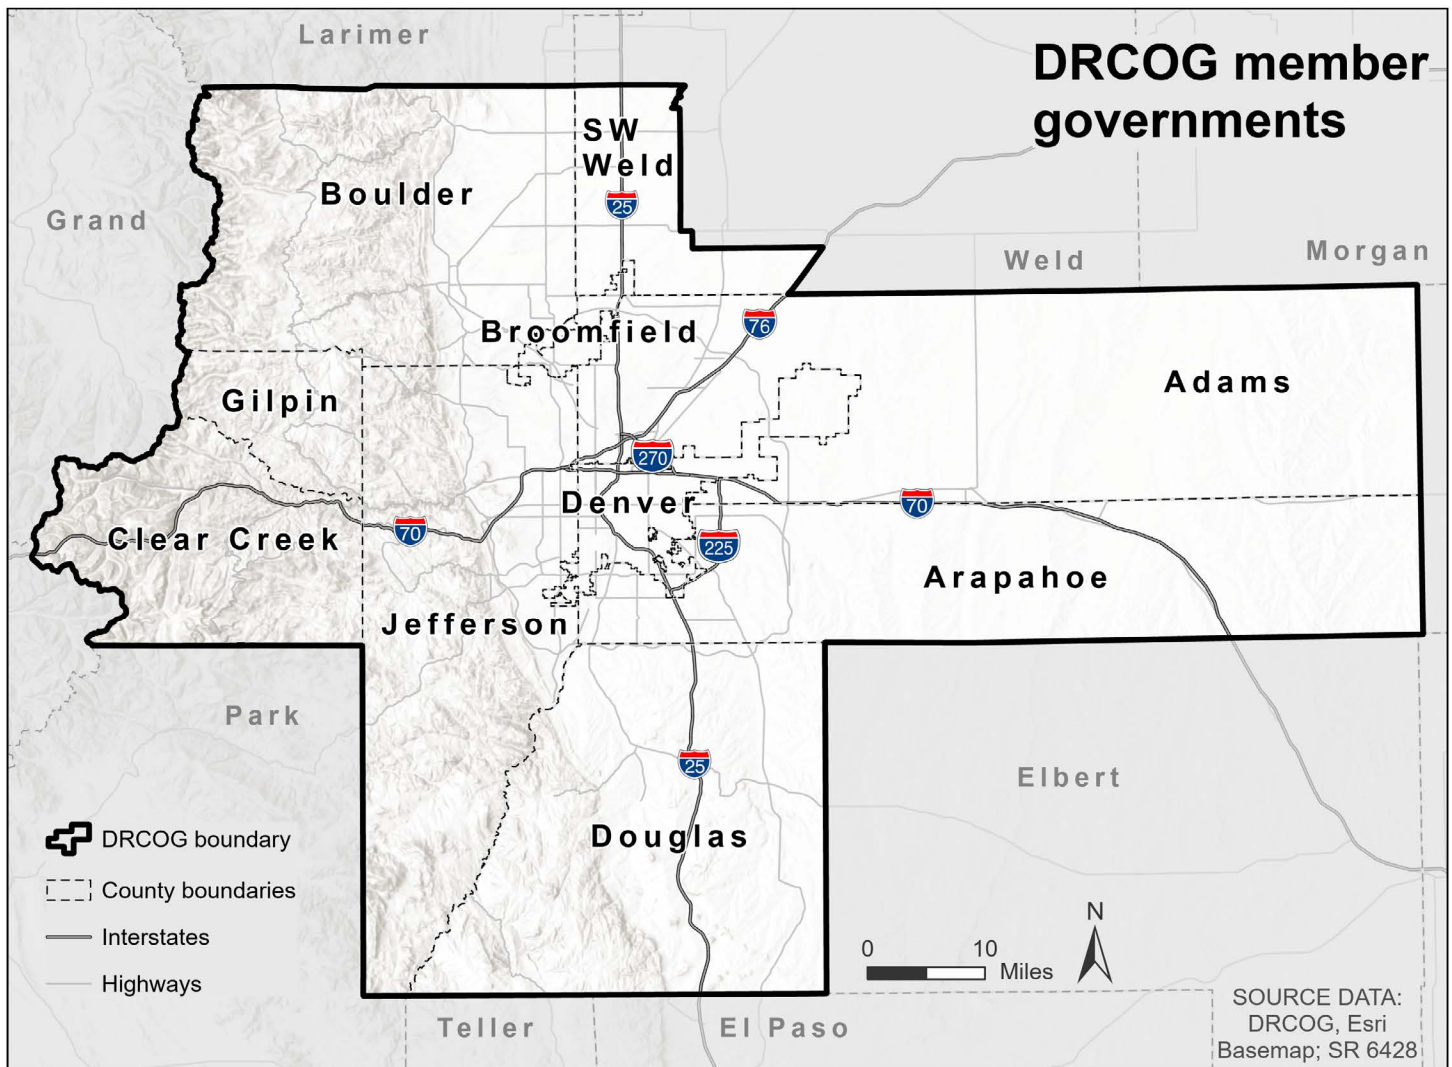 Larimer
DRCOG member
governments
SW
Weld
Boulder
25
Grand
Weld
Morgan
Broomfield
76
Adams
Gilpin
270
Denver
70
70
Clear Creek
225
Arapahoe
Jefferson
Park
25
Elbert
Douglas
DRCOG boundary
County boundaries
Interstates
Highways
N
0 10
Miles
SOURCE DATA:
DRCOG, Esri
Basemap; SR 6428
Teller
El Paso